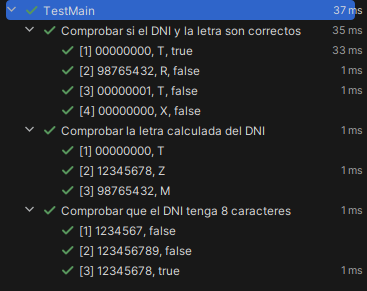 TestMain 37 ms
Comprobar si el DNI y la letra son correctos 35 ms
[1] 00000000, T, true 33 ms
[2] 98765432, R, false 1 ms
[3] 00000001, T, false 1 ms
[4] 00000000, X, false
Comprobar la letra calculada del DNI 1 ms
[1] 00000000, T
[2] 12345678, Z 1 ms
[3] 98765432, M
Comprobar que el DNI tenga 8 caracteres 1 ms
[1] 1234567, false
[2] 123456789, false
[3] 12345678, true 1 ms